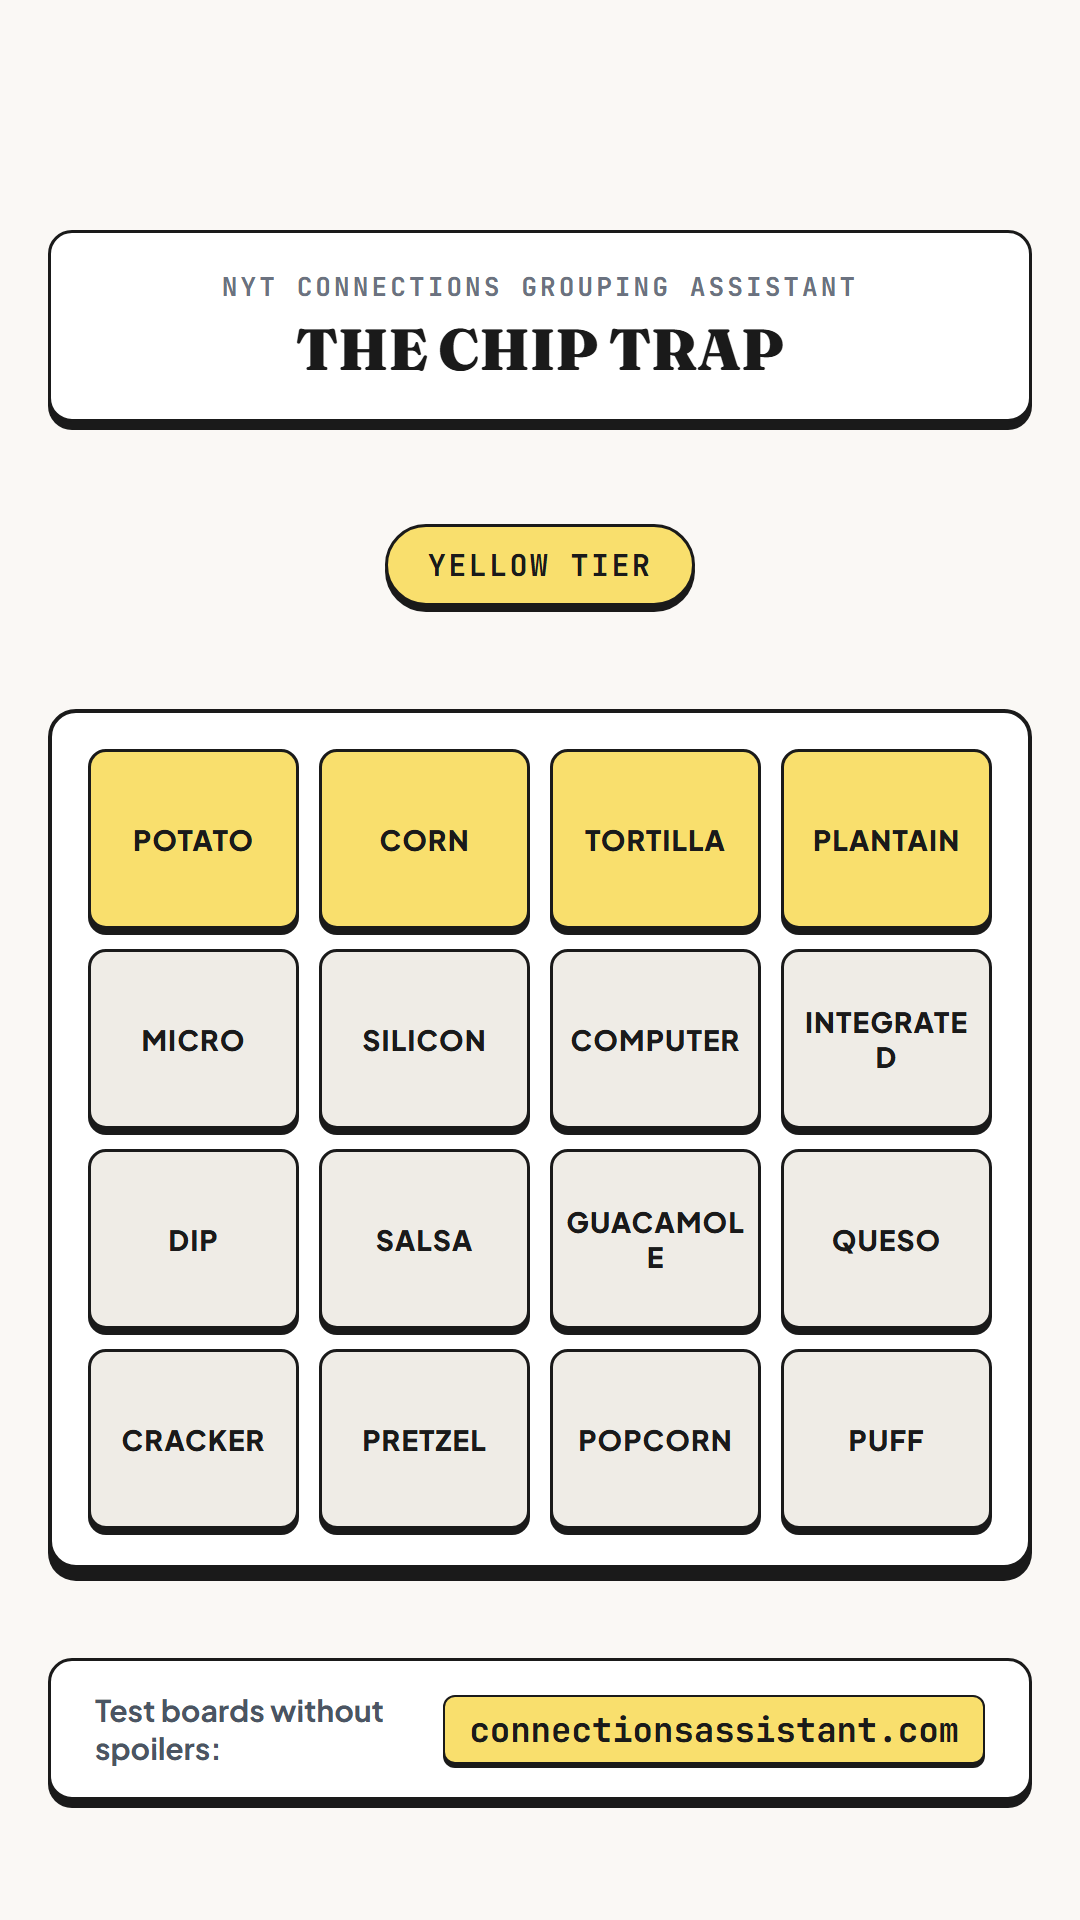 NYT CONNECTIONS GROUPING ASSISTANT
THE CHIP TRAP
YELLOW TIER
POTATO CORN TORTILLA PLANTAIN
MICRO SILICON COMPUTER INTEGRATE
D
DIP SALSA GUACAMOL
E
QUESO
CRACKER PRETZEL POPCORN PUFF
Test boards without
spoilers:
connectionsassistant.com